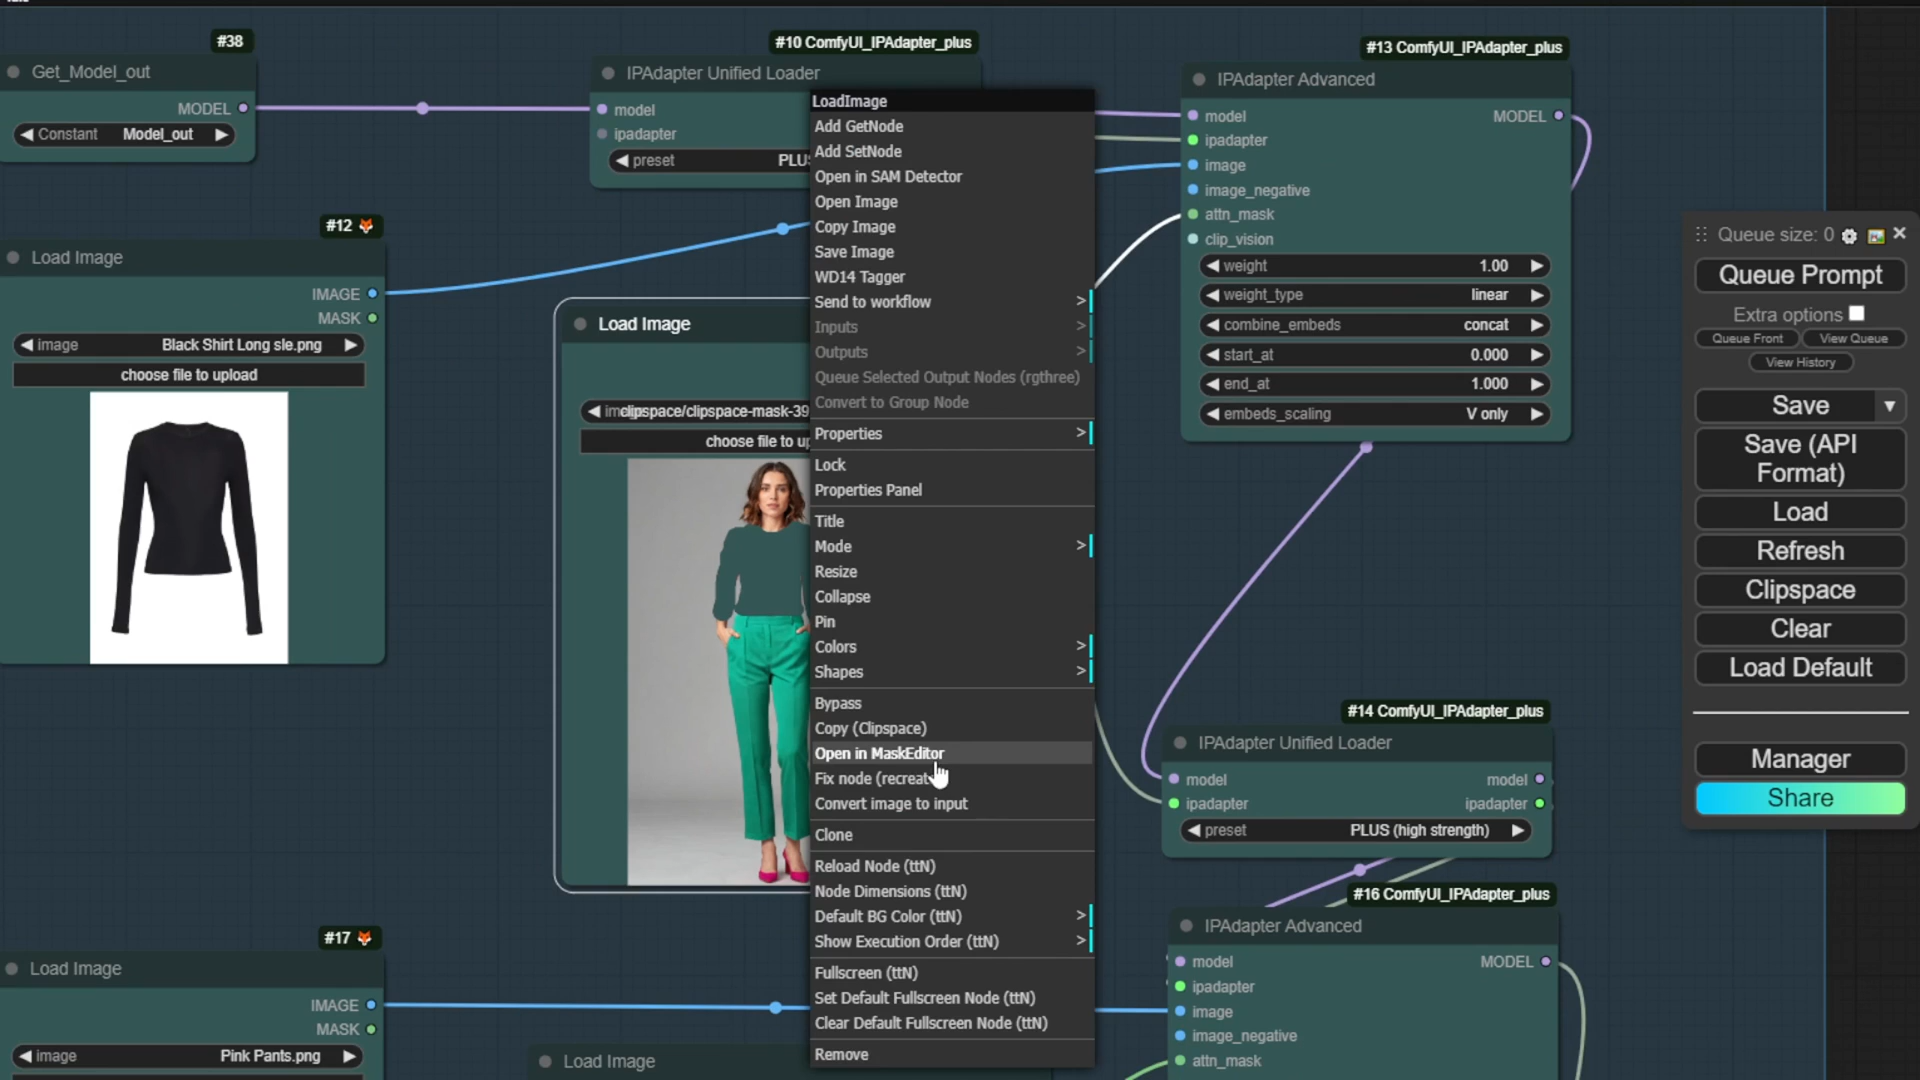 #38
Get_Model_out
MODEL
Constant Model_out
#10 ComfyUI_IPAdapter_plus
IPAdapter Unified Loader
model
ipadapter
preset PLUS
#13 ComfyUI_IPAdapter_plus
IPAdapter Advanced
model MODEL
ipadapter
image
image_negative
attn_mask
clip_vision
weight 1.00
weight_type linear
combine_embeds concat
start_at 0.000
end_at 1.000
embeds_scaling V only
#12
Load Image
IMAGE
MASK
image Black Shirt Long sle.png
choose file to upload
Load Image
clipspace/clipspace-mask-39
choose file to up
LoadImage
Add GetNode
Add SetNode
Open in SAM Detector
Open Image
Copy Image
Save Image
WD14 Tagger
Send to workflow >
Inputs >
Outputs >
Queue Selected Output Nodes (rgthree)
Convert to Group Node
Properties >
Lock
Properties Panel
Title
Mode >
Resize
Collapse
Pin
Colors >
Shapes >
Bypass
Copy (Clipspace)
Open in MaskEditor
Fix node (recreat
Convert image to input
Clone
Reload Node (ttN)
Node Dimensions (ttN)
Default BG Color (ttN) >
Show Execution Order (ttN) >
Fullscreen (ttN)
Set Default Fullscreen Node (ttN)
Clear Default Fullscreen Node (ttN)
Remove
#14 ComfyUI_IPAdapter_plus
IPAdapter Unified Loader
model model
ipadapter ipadapter
preset PLUS (high strength)
#16 ComfyUI_IPAdapter_plus
IPAdapter Advanced
model MODEL
ipadapter
image
image_negative
attn_mask
#17
Load Image
IMAGE
MASK
image Pink Pants.png
Load Image
Queue size: 0
Queue Prompt
Extra options
Queue Front View Queue
View History
Save
Save (API
Format)
Load
Refresh
Clipspace
Clear
Load Default
Manager
Share